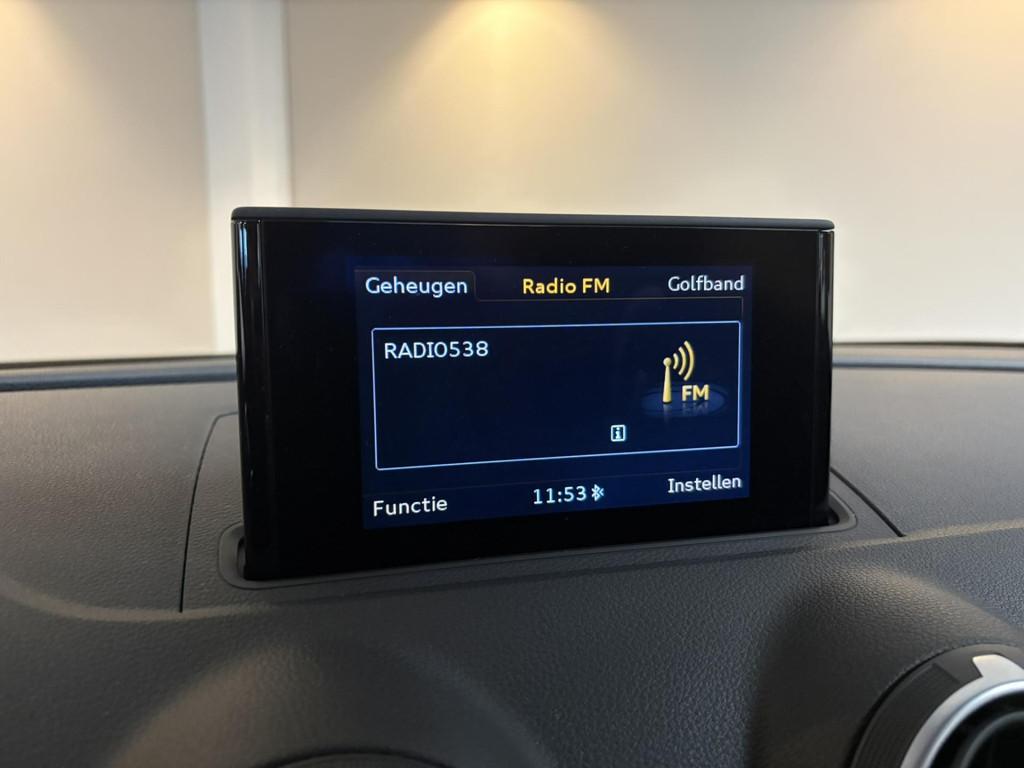 Geheugen Radio FM Golfband
RADIO538
FM
i
Functie 11:53 Instellen